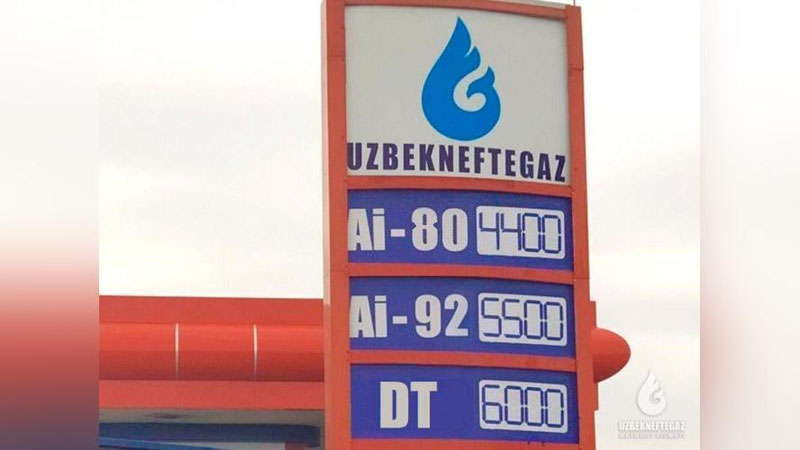 UZBEKNEFTEGAZ
Ai-80 4400
Ai-92 5500
DT 6000
UZBEKNEFTEGAZ